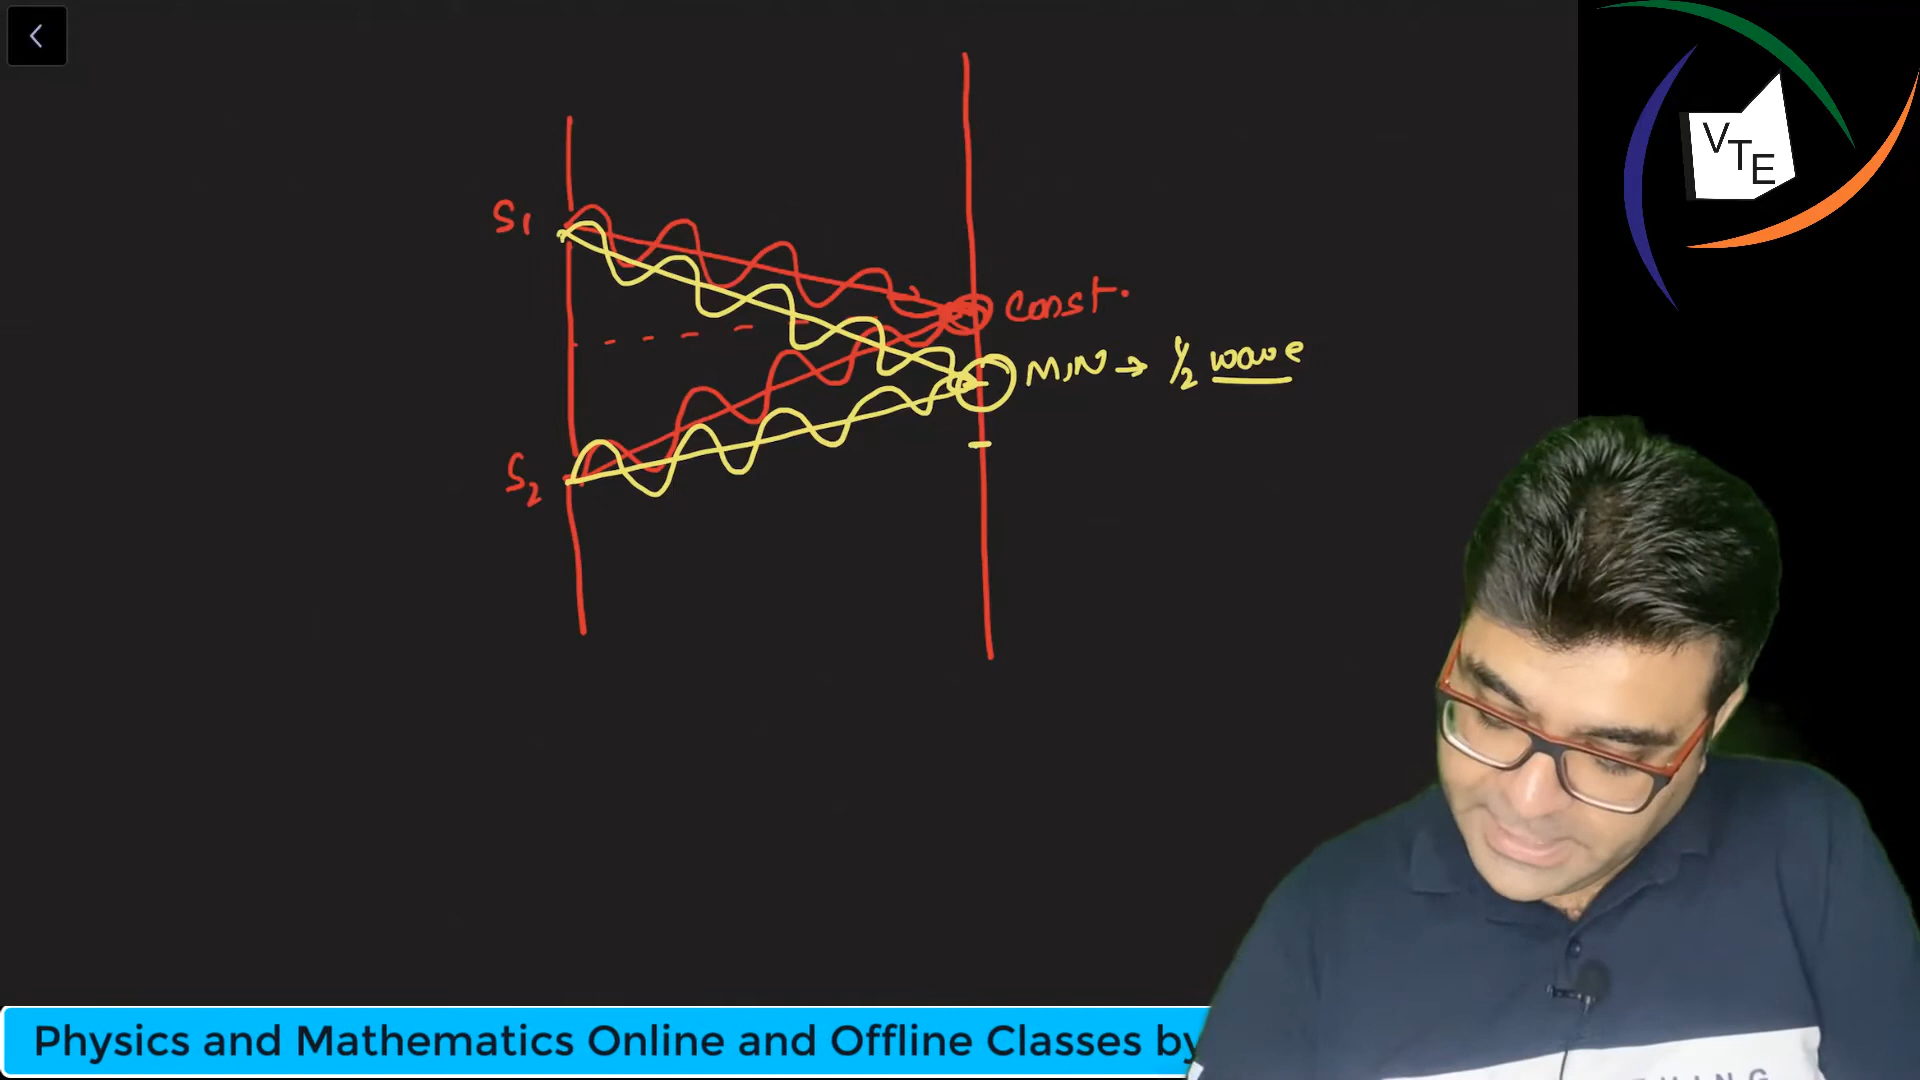 VTE
S1
Const.
MIN → 1/2 wave
S2
Physics and Mathematics Online and Offline Classes by